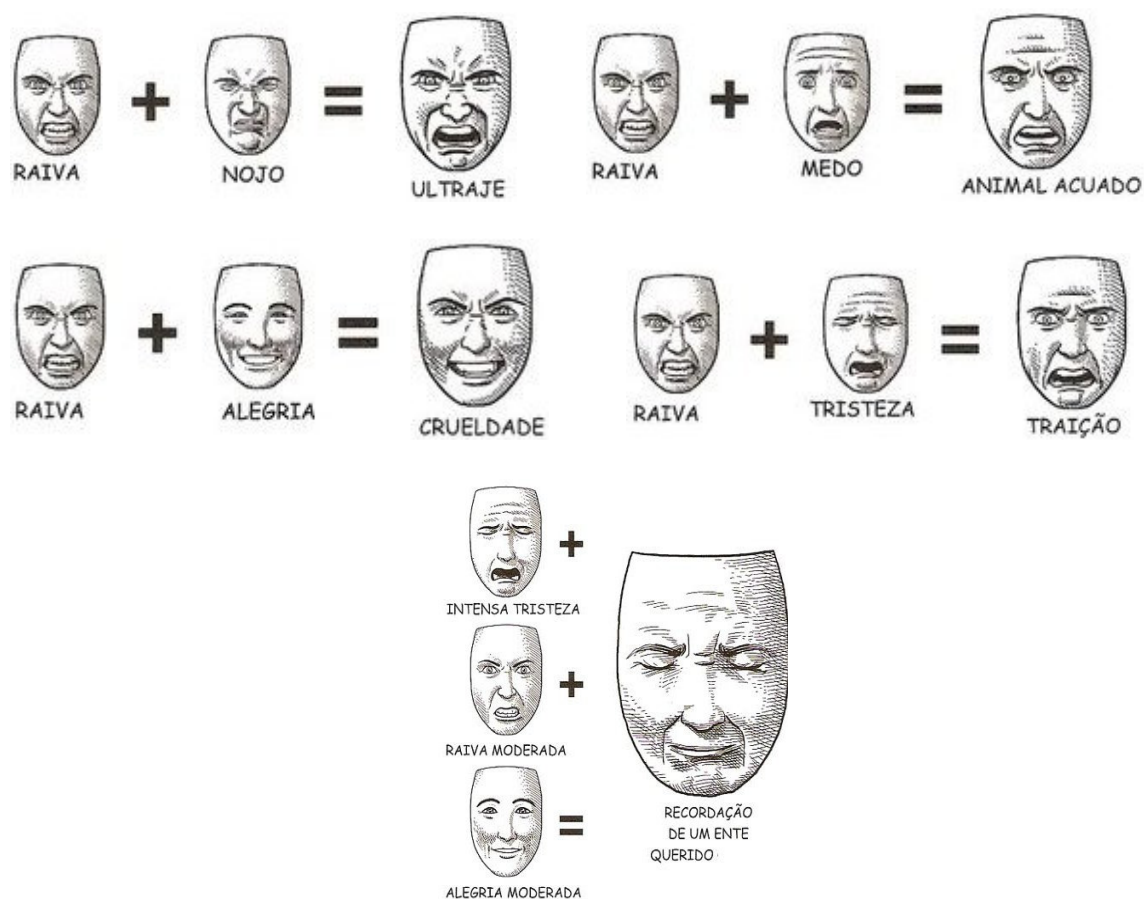 RAIVA + NOJO = ULTRAJE
RAIVA + MEDO = ANIMAL ACUADO
RAIVA + ALEGRIA = CRUELDADE
RAIVA + TRISTEZA = TRAIÇÃO
INTENSA TRISTEZA +
RAIVA MODERADA +
ALEGRIA MODERADA =
RECORDAÇÃO
DE UM ENTE
QUERIDO